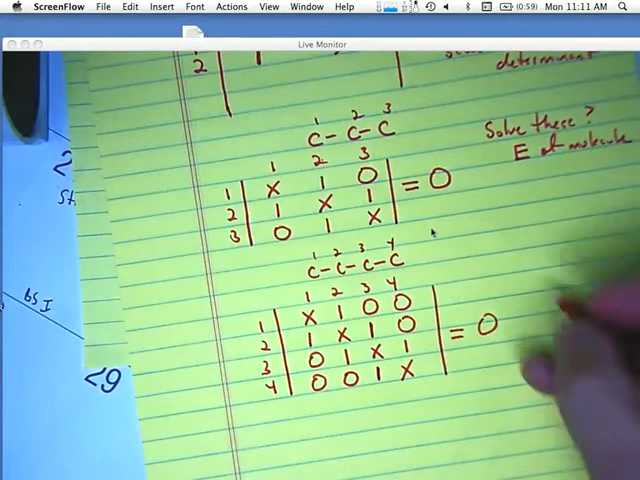 ScreenFlow File Edit Insert Font Actions View Window Help (0:59) Mon 11:11 AM
Live Monitor
2
determinant
1 2 3
C - C - C
Solve these?
E of molecule
1 2 3
1 x 1 0
2 1 x 1 = 0
3 0 1 x
1 2 3 4
C - C - C - C
1 2 3 4
1 x 1 0 0
2 1 x 1 0
3 0 1 x 1 = 0
4 0 0 1 x
2
St
Isg
29